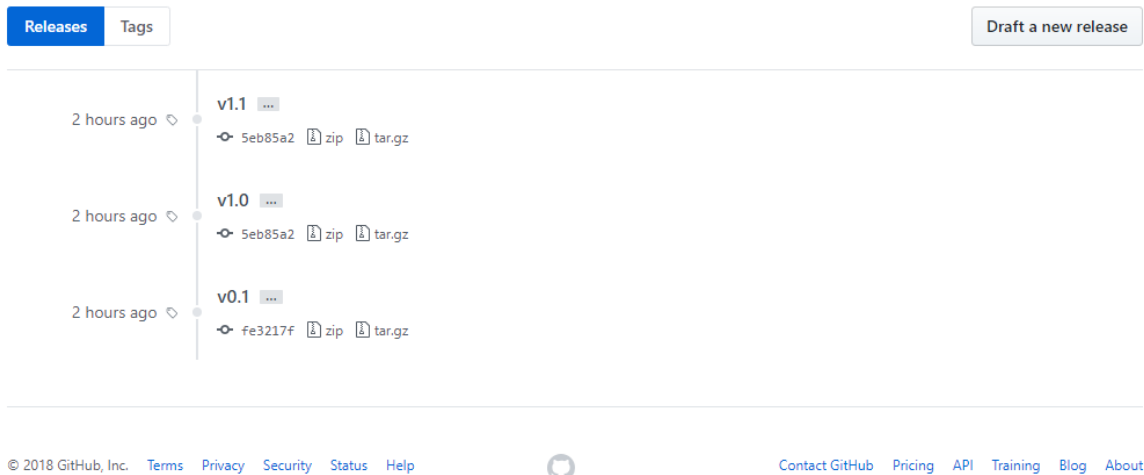 Releases Tags Draft a new release
v1.1 ...
2 hours ago
5eb85a2 zip tar.gz
v1.0 ...
2 hours ago
5eb85a2 zip tar.gz
v0.1 ...
2 hours ago
fe3217f zip tar.gz
© 2018 GitHub, Inc. Terms Privacy Security Status Help Contact GitHub Pricing API Training Blog About